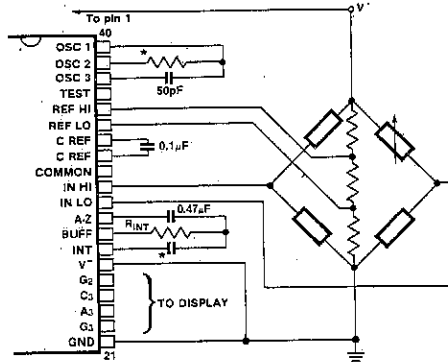 To pin 1
V+
40
OSC 1
OSC 2
*
OSC 3
50pF
TEST
REF HI
REF LO
C REF
0.1µF
C REF
COMMON
IN HI
IN LO
A-Z
0.47µF
BUFF
RINT
INT
*
V−
G2
C3
TO DISPLAY
A3
G3
GND
21